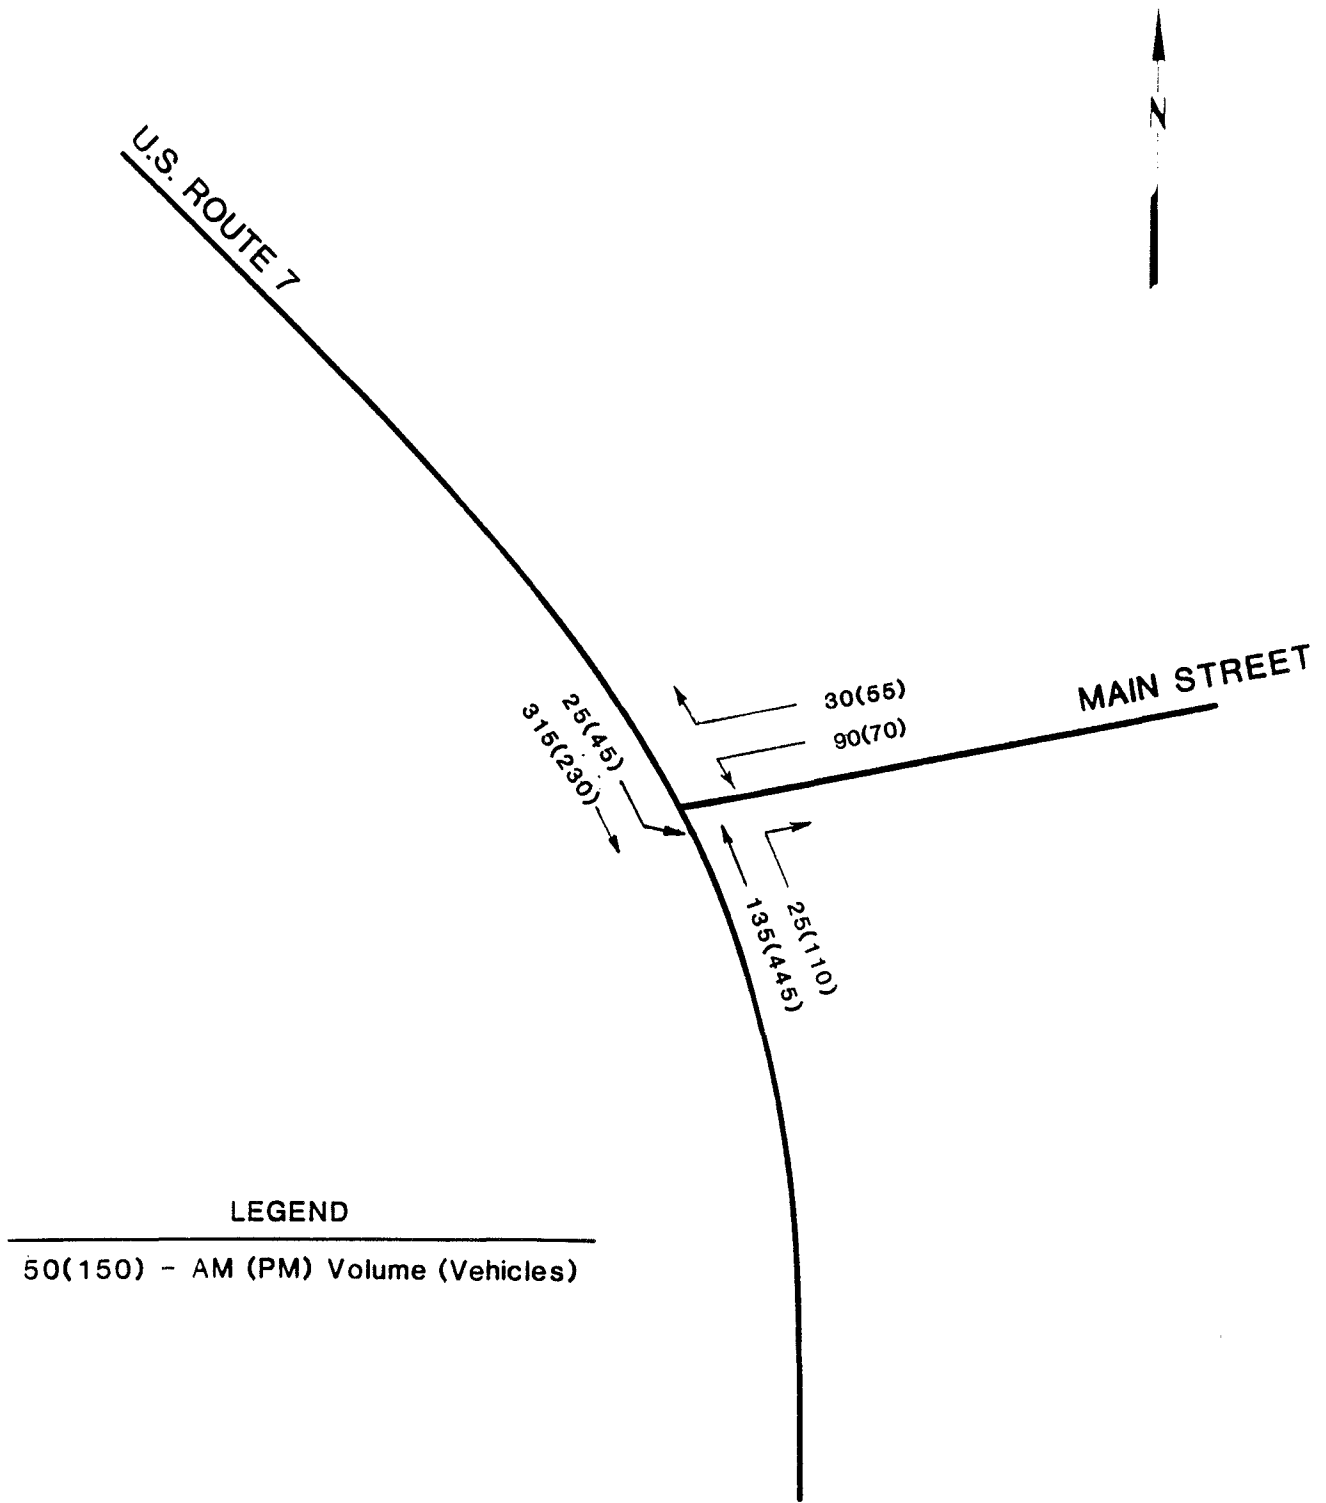 N
U.S. ROUTE 7
MAIN STREET
30(55)
90(70)
25(45)
315(230)
25(110)
135(445)
LEGEND
50(150) - AM (PM) Volume (Vehicles)